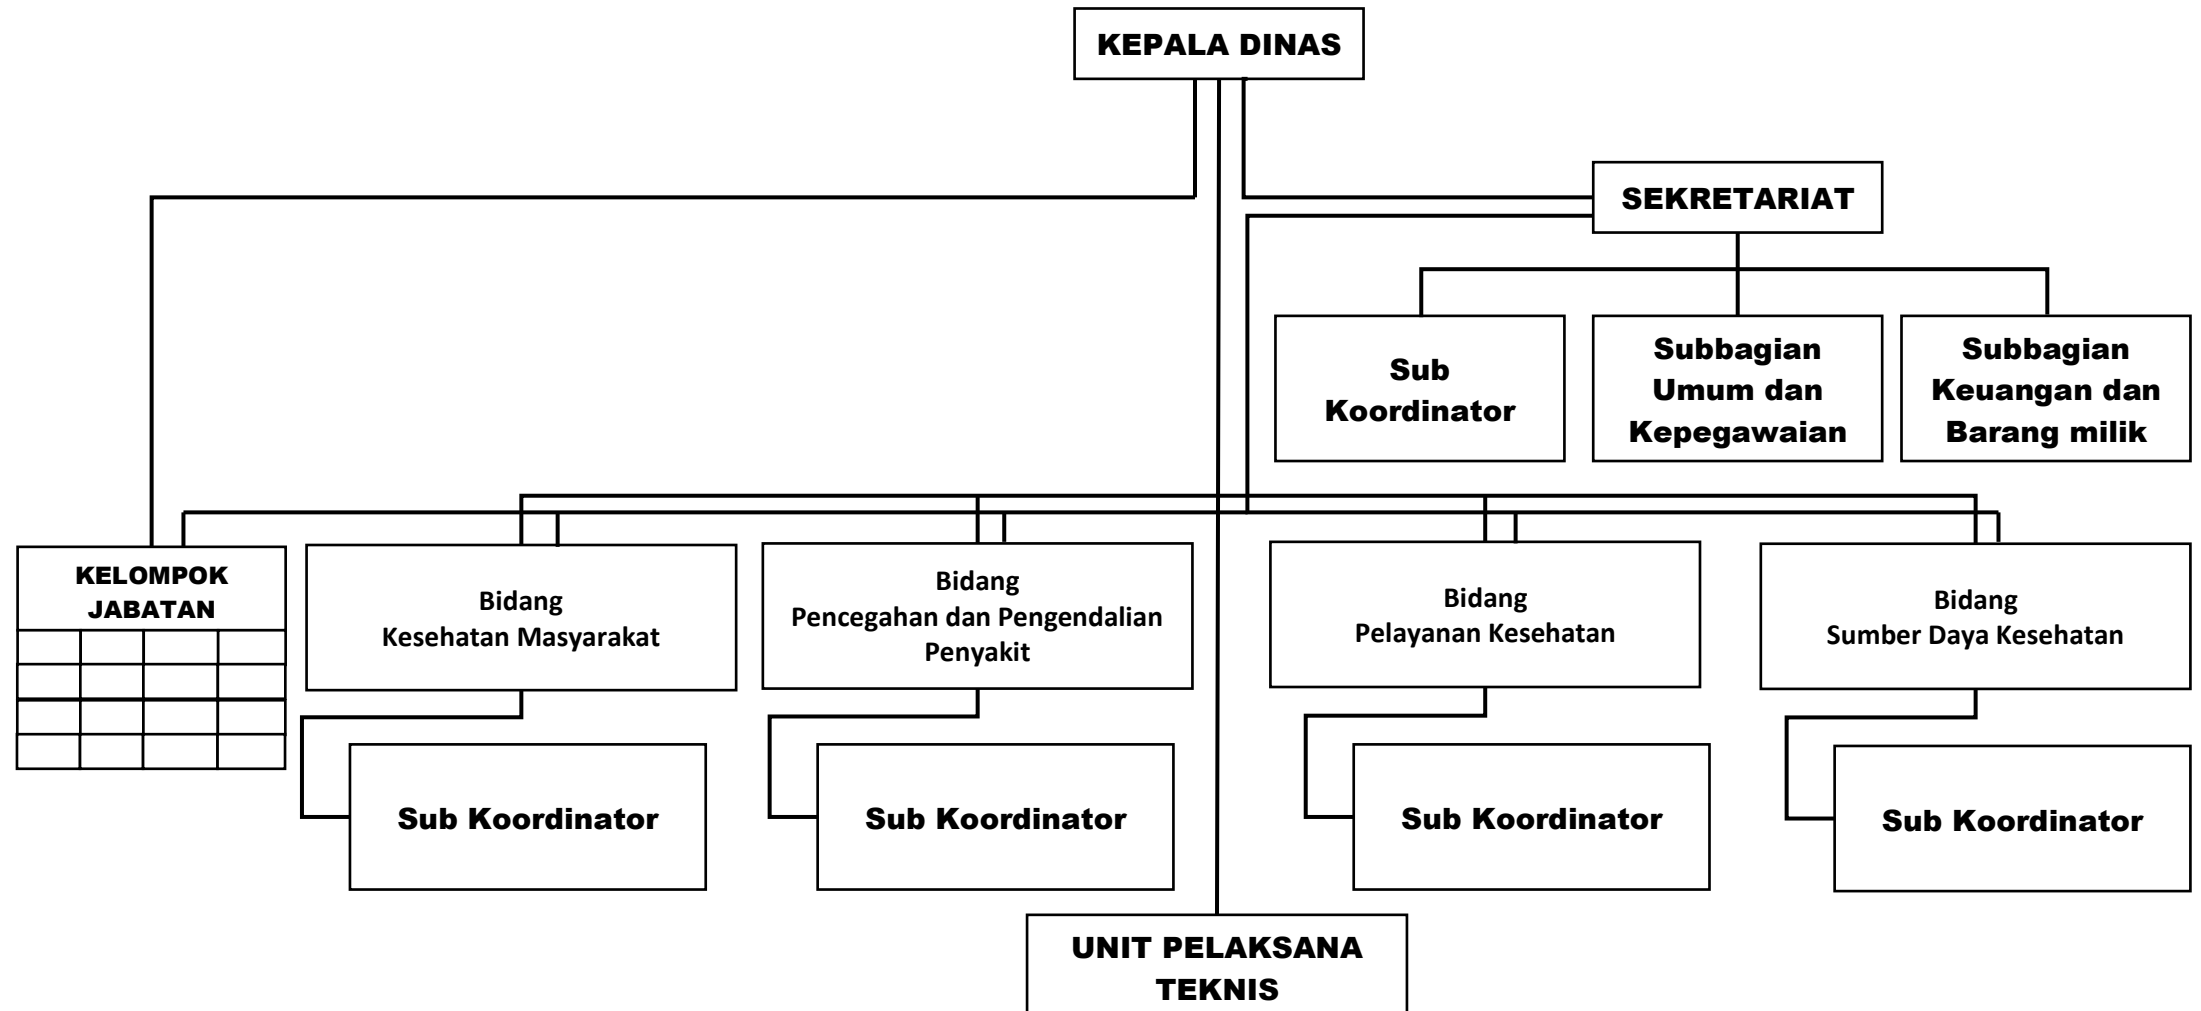 KEPALA DINAS
SEKRETARIAT
Sub
Koordinator
Subbagian
Umum dan
Kepegawaian
Subbagian
Keuangan dan
Barang milik
KELOMPOK
JABATAN
Bidang
Kesehatan Masyarakat
Bidang
Pencegahan dan Pengendalian
Penyakit
Bidang
Pelayanan Kesehatan
Bidang
Sumber Daya Kesehatan
Sub Koordinator
Sub Koordinator
Sub Koordinator
Sub Koordinator
UNIT PELAKSANA
TEKNIS